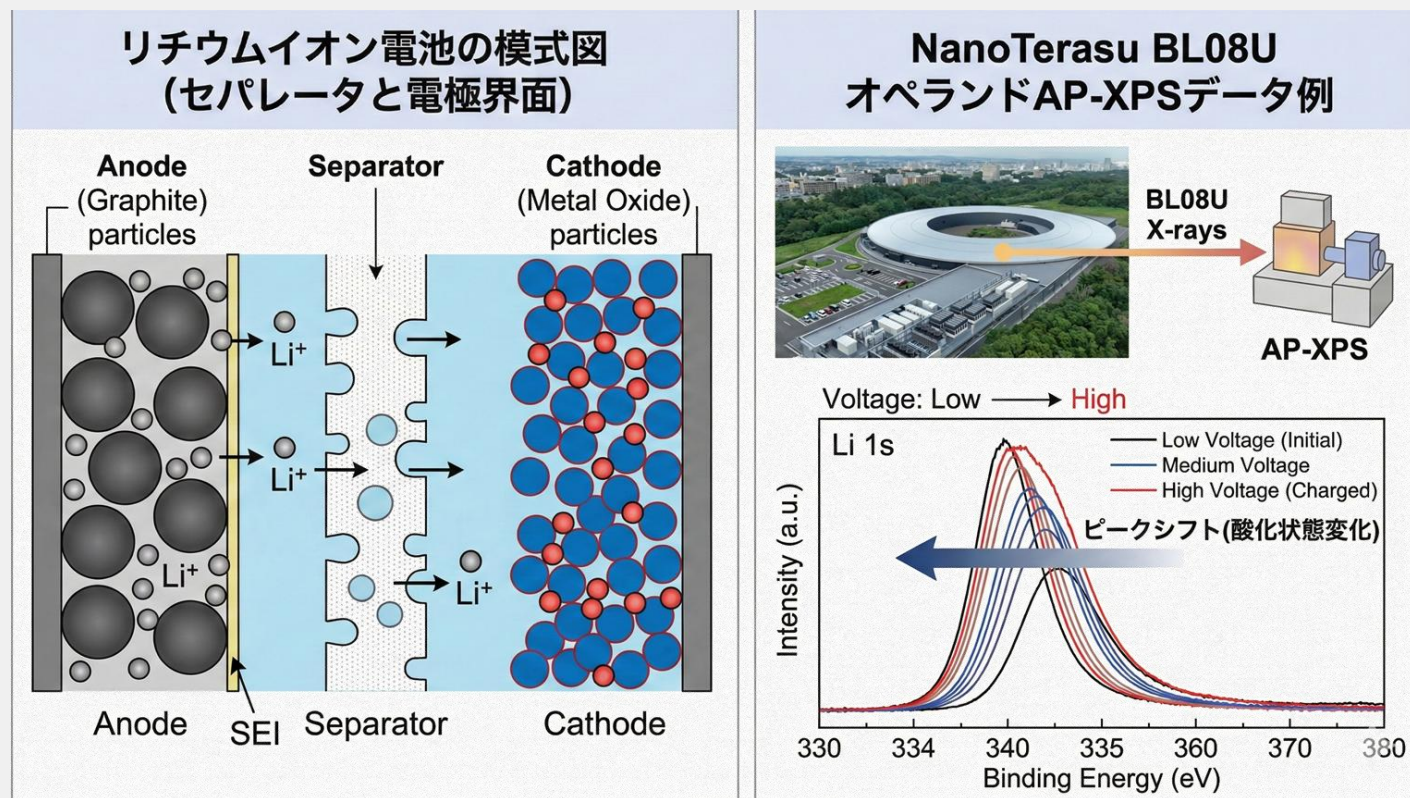 リチウムイオン電池の模式図
（セパレータと電極界面）
Anode
(Graphite)
particles
Separator
Cathode
(Metal Oxide)
particles
Li⁺
Li⁺
Li⁺
Li⁺
Anode
SEI
Separator
Cathode
NanoTerasu BL08U
オペランドAP-XPSデータ例
BL08U
X-rays
AP-XPS
Voltage: Low → High
Li 1s
Low Voltage (Initial)
Medium Voltage
High Voltage (Charged)
ピークシフト(酸化状態変化)
Intensity (a.u.)
330 334 340 335 360 370 380
Binding Energy (eV)